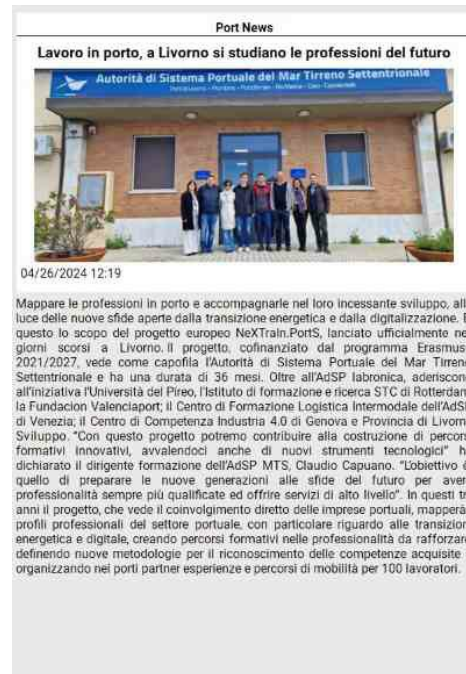 Port News
Lavoro in porto, a Livorno si studiano le professioni del futuro
Autorità di Sistema Portuale del Mar Tirreno Settentrionale
04/26/2024 12:19
Mappare le professioni in porto e accompagnarle nel loro incessante sviluppo, all
luce delle nuove sfide aperte dalla transizione energetica e dalla digitalizzazione. È
questo lo scopo del progetto europeo NeXTraIn.PortS, lanciato ufficialmente ne
giorni scorsi a Livorno. Il progetto, cofinanziato dal programma Erasmus
2021/2027, vede come capofila l'Autorità di Sistema Portuale del Mar Tirreno
Settentrionale e ha una durata di 36 mesi. Oltre all'AdSP labronica, aderiscon
all'iniziativa l'Università del Pireo, l'Istituto di formazione e ricerca STC di Rotterdam
la Fundacion Valenciaport; il Centro di Formazione Logistica Intermodale dell'AdSP
di Venezia; il Centro di Competenza Industria 4.0 di Genova e Provincia di Livorn
Sviluppo. "Con questo progetto potremo contribuire alla costruzione di percors
formativi innovativi, avvalendoci anche di nuovi strumenti tecnologici" h
dichiarato il dirigente formazione dell'AdSP MTS, Claudio Capuano. "L'obiettivo è
quello di preparare le nuove generazioni alle sfide del futuro per aver
professionalità sempre più qualificate ed offrire servizi di alto livello". In questi tr
anni il progetto, che vede il coinvolgimento diretto delle imprese portuali, mapperà
profili professionali del settore portuale, con particolare riguardo alle transizion
energetica e digitale, creando percorsi formativi nelle professionalità da rafforzare
definendo nuove metodologie per il riconoscimento delle competenze acquisite
organizzando nei porti partner esperienze e percorsi di mobilità per 100 lavoratori.